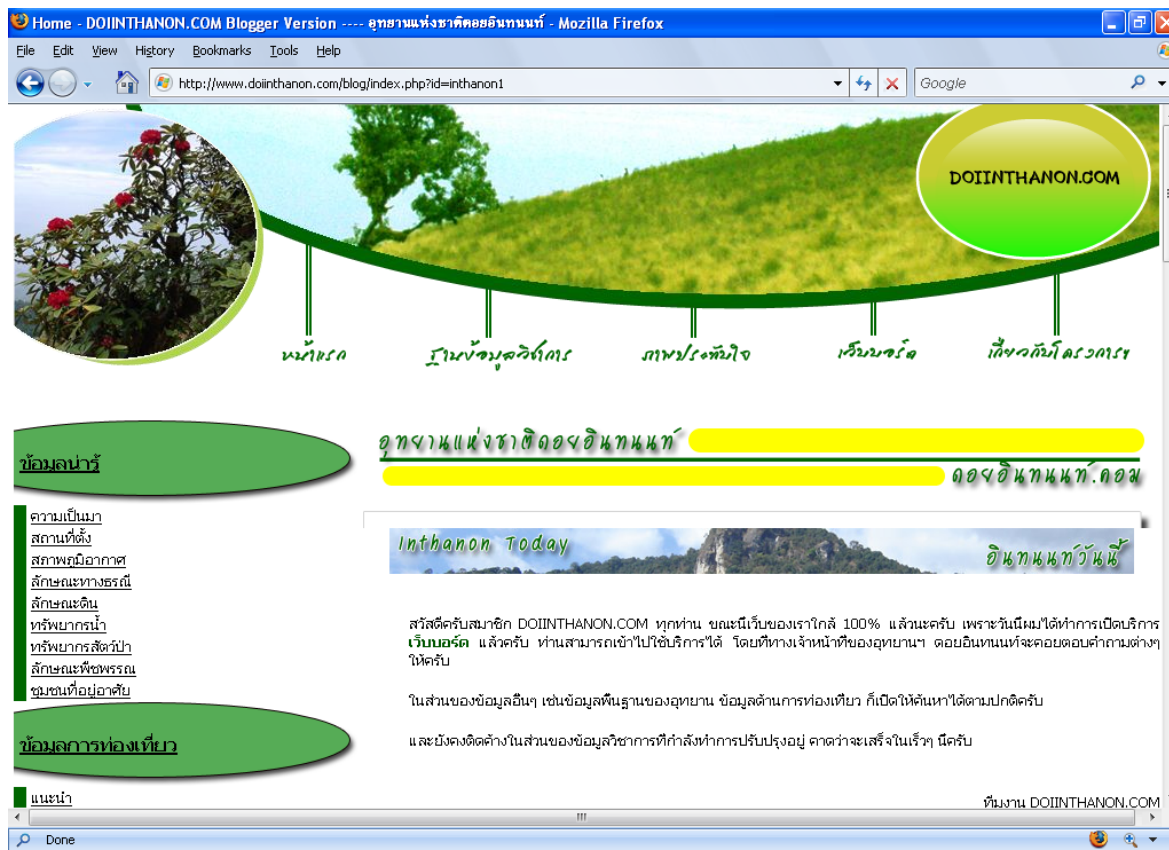 Home - DOIINTHANON.COM Blogger Version ---- อุทยานแห่งชาติดอยอินทนนท์ - Mozilla Firefox
File Edit View History Bookmarks Tools Help
http://www.doiinthanon.com/blog/index.php?id=inthanon1
Google
DOIINTHANON.COM
หน้าแรก ฐานข้อมูลวิชาการ ภาพประทับใจ เว็บบอร์ด เกี่ยวกับโครงการฯ
อุทยานแห่งชาติดอยอินทนนท์
ดอยอินทนนท์.คอม
ข้อมูลน่ารู้
ความเป็นมา
สถานที่ตั้ง
สภาพภูมิอากาศ
ลักษณะทางธรณี
ลักษณะดิน
ทรัพยากรน้ำ
ทรัพยากรสัตว์ป่า
ลักษณะพืชพรรณ
ชุมชนที่อยู่อาศัย
ข้อมูลการท่องเที่ยว
แนะนำ
Inthanon Today
อินทนนท์วันนี้
สวัสดีครับสมาชิก DOIINTHANON.COM ทุกท่าน ขณะนี้เว็บของเราใกล้ 100% แล้วนะครับ เพราะวันนี้ผมได้ทำการเปิดบริการ
เว็บบอร์ด แล้วครับ ท่านสามารถเข้าไปใช้บริการได้ โดยที่ทางเจ้าหน้าที่ของอุทยานฯ ดอยอินทนนท์จะคอยตอบคำถามต่างๆ
ให้ครับ
ในส่วนของข้อมูลอื่นๆ เช่นข้อมูลพื้นฐานของอุทยาน ข้อมูลด้านการท่องเที่ยว ก็เปิดให้ค้นหาได้ตามปกติครับ
และยังคงติดค้างในส่วนของข้อมูลวิชาการที่กำลังทำการปรับปรุงอยู่ คาดว่าจะเสร็จในเร็วๆ นี้ครับ
ทีมงาน DOIINTHANON.COM
Done